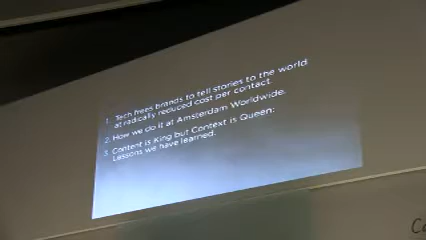 1. Tech frees brands to tell stories to the world
at radically reduced cost per contact.
2. How we do it at Amsterdam Worldwide.
3. Content is King but Context is Queen:
Lessons we have learned.